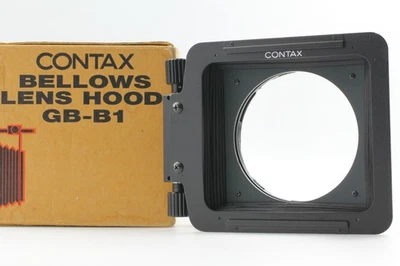 CONTAX
BELLOWS
LENS HOOD
GB-B1
CONTAX